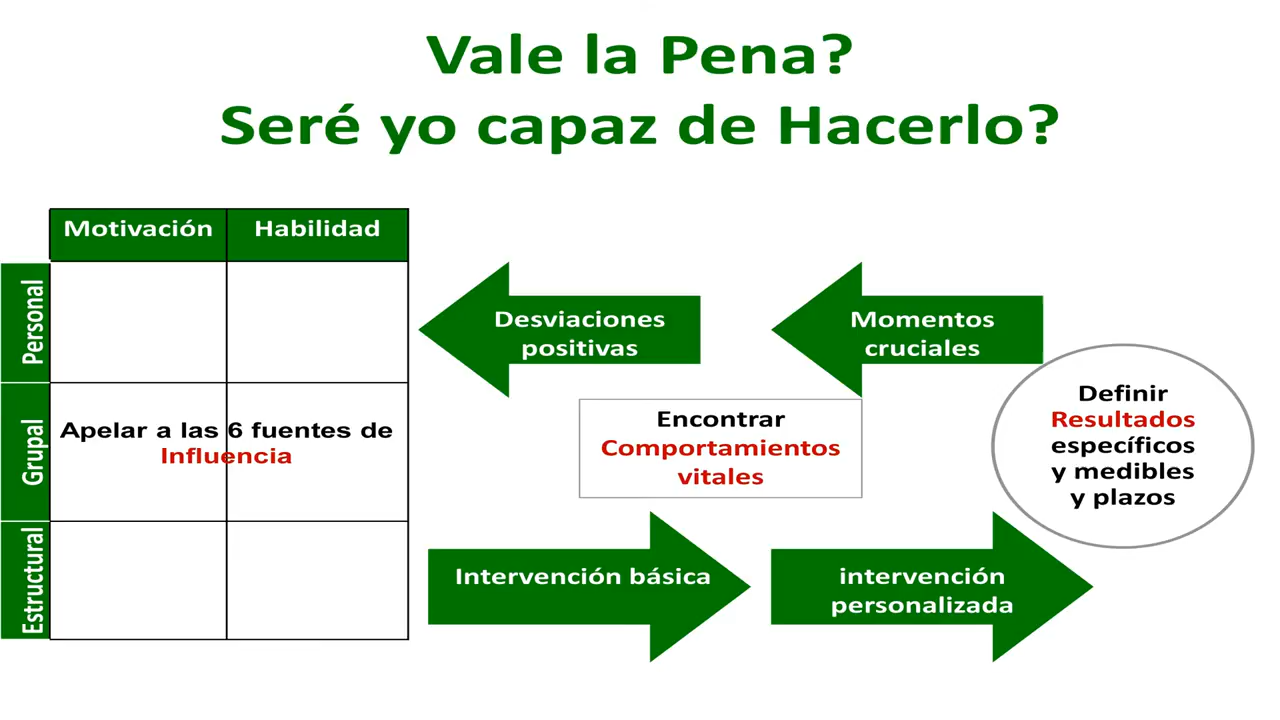 Vale la Pena?
Seré yo capaz de Hacerlo?
Motivación Habilidad
Personal
Grupal
Estructural
Apelar a las 6 fuentes de
Influencia
Desviaciones
positivas
Momentos
cruciales
Encontrar
Comportamientos
vitales
Definir
Resultados
específicos
y medibles
y plazos
Intervención básica
intervención
personalizada